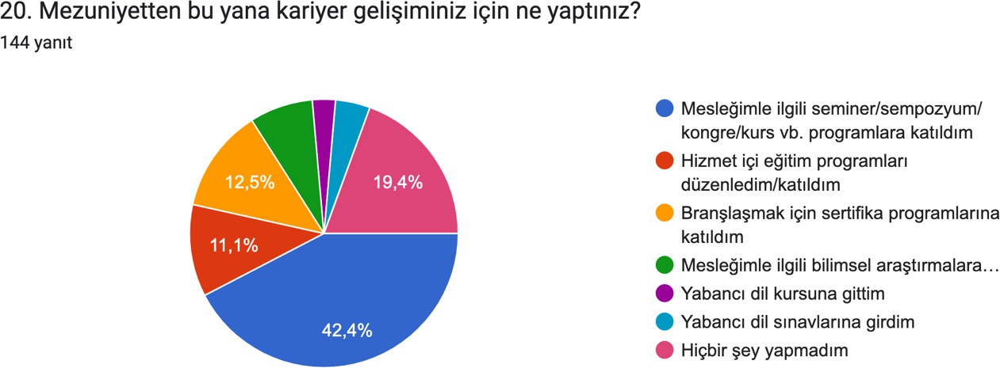 20. Mezuniyetten bu yana kariyer gelişiminiz için ne yaptınız?
144 yanıt
Mesleğimle ilgili seminer/sempozyum/
kongre/kurs vb. programlara katıldım
Hizmet içi eğitim programları
düzenledim/katıldım
Branşlaşmak için sertifika programlarına
katıldım
Mesleğimle ilgili bilimsel araştırmalara…
Yabancı dil kursuna gittim
Yabancı dil sınavlarına girdim
Hiçbir şey yapmadım
12,5%
19,4%
11,1%
42,4%